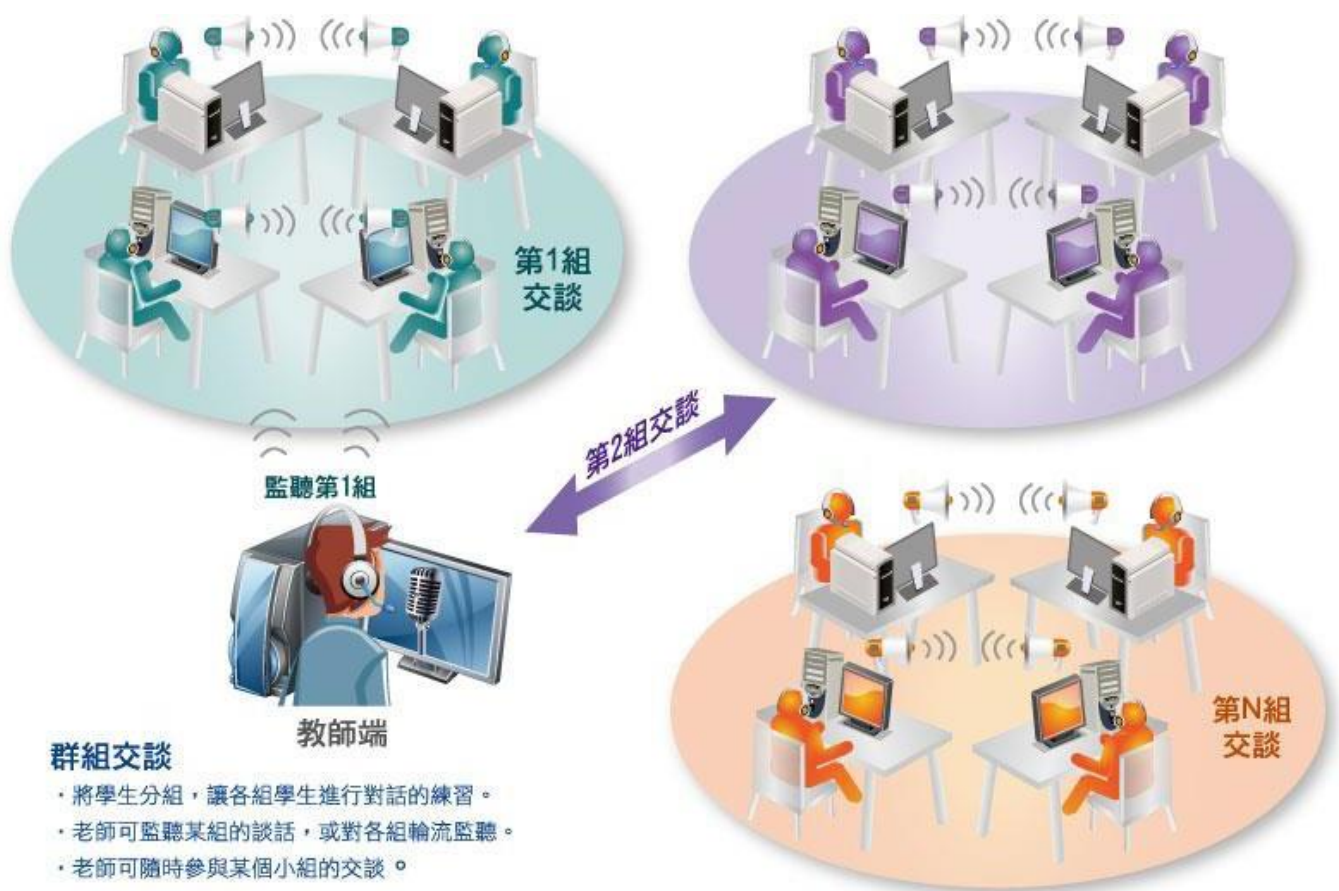 第1組
交談
第2組交談
監聽第1組
教師端
第N組
交談
群組交談
・將學生分組，讓各組學生進行對話的練習。
・老師可監聽某組的談話，或對各組輪流監聽。
・老師可隨時參與某個小組的交談。